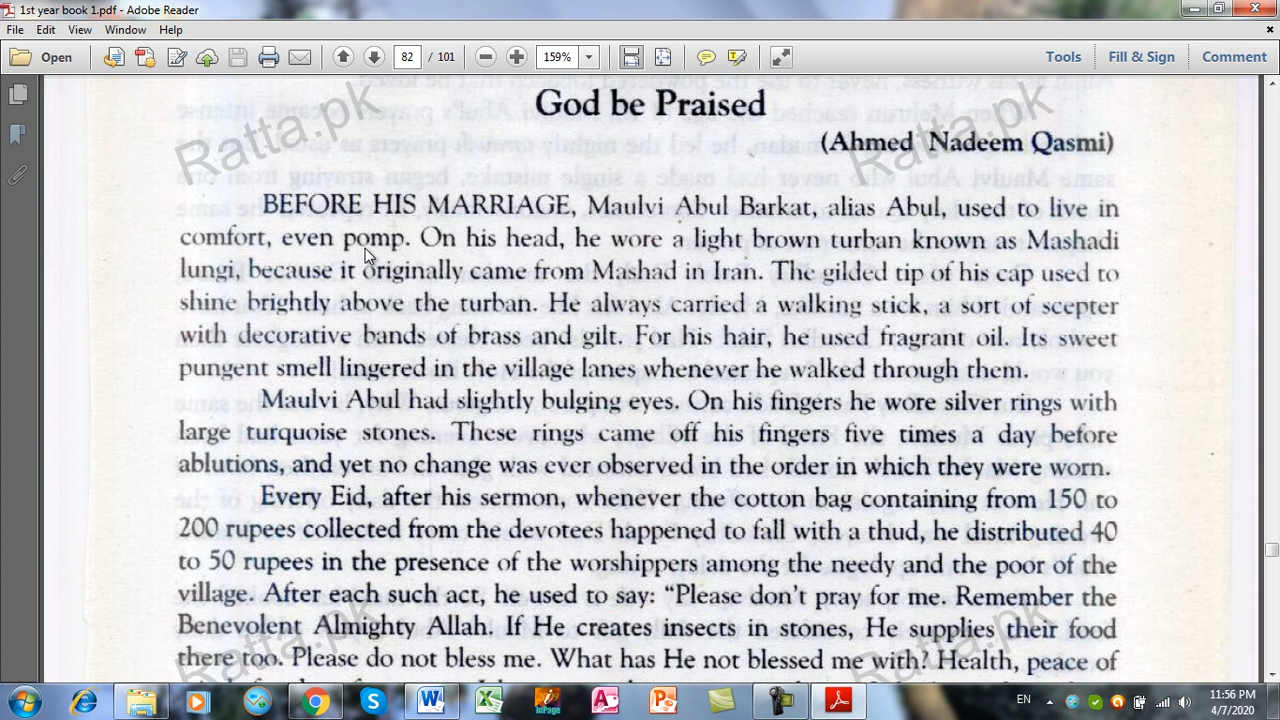 1st year book 1.pdf - Adobe Reader
File Edit View Window Help
Open 82 / 101 159% Tools Fill & Sign Comment
God be Praised
(Ahmed Nadeem Qasmi)
BEFORE HIS MARRIAGE, Maulvi Abul Barkat, alias Abul, used to live in
comfort, even pomp. On his head, he wore a light brown turban known as Mashadi
lungi, because it originally came from Mashad in Iran. The gilded tip of his cap used to
shine brightly above the turban. He always carried a walking stick, a sort of scepter
with decorative bands of brass and gilt. For his hair, he used fragrant oil. Its sweet
pungent smell lingered in the village lanes whenever he walked through them.
Maulvi Abul had slightly bulging eyes. On his fingers he wore silver rings with
large turquoise stones. These rings came off his fingers five times a day before
ablutions, and yet no change was ever observed in the order in which they were worn.
Every Eid, after his sermon, whenever the cotton bag containing from 150 to
200 rupees collected from the devotees happened to fall with a thud, he distributed 40
to 50 rupees in the presence of the worshippers among the needy and the poor of the
village. After each such act, he used to say: “Please don't pray for me. Remember the
Benevolent Almighty Allah. If He creates insects in stones, He supplies their food
there too. Please do not bless me. What has He not blessed me with? Health, peace of
Ratta.pk
Ratta.pk
Ratta.pk
Ratta.pk
InPage
EN
11:56 PM
4/7/2020